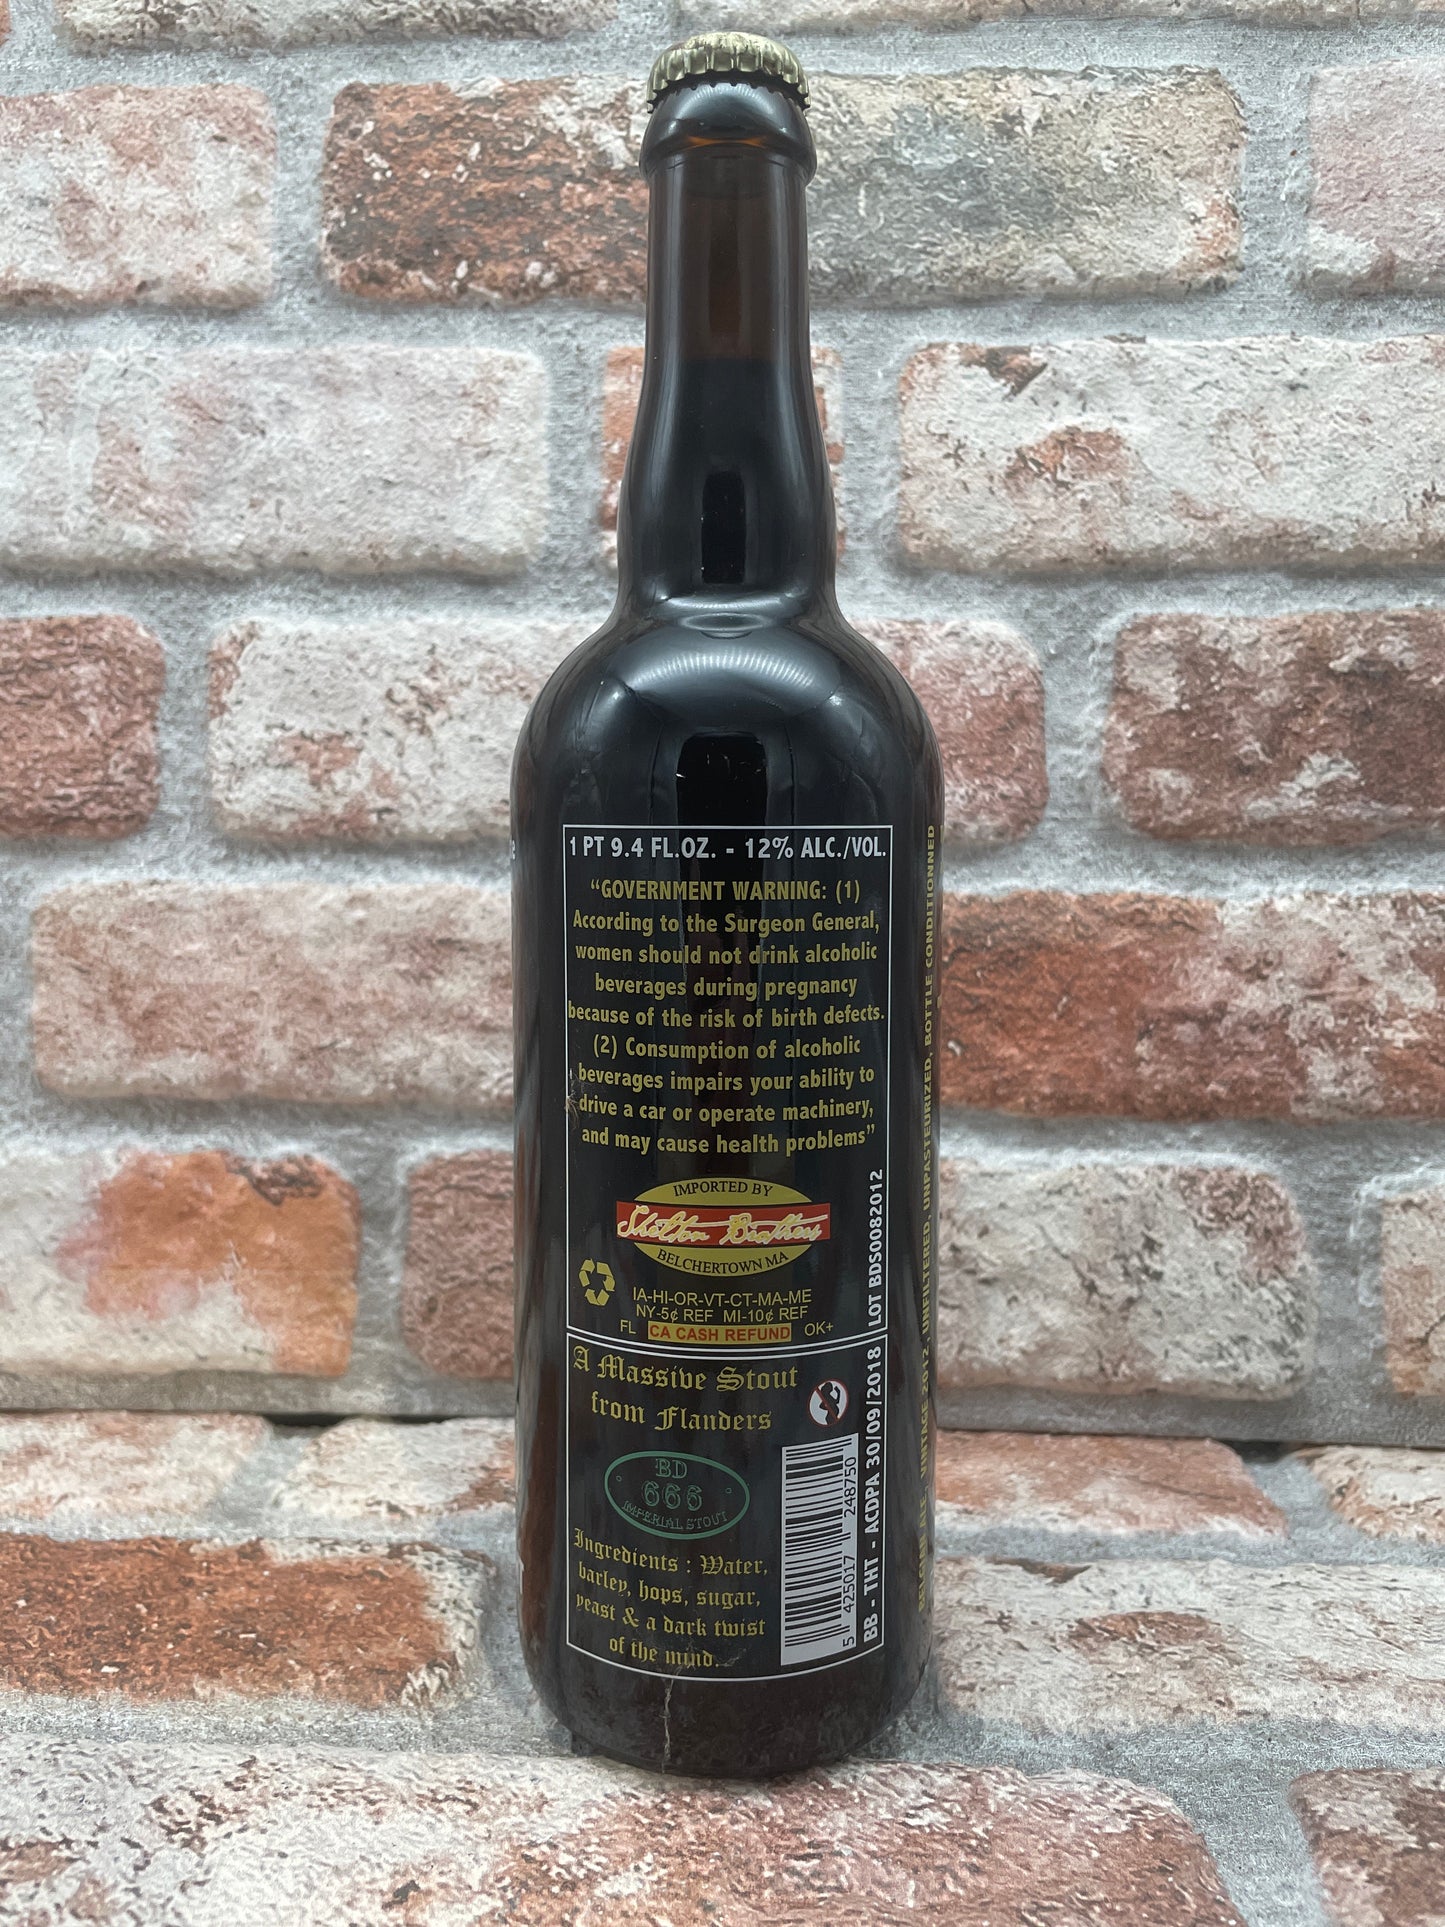 1 PT 9.4 FL.OZ. - 12% ALC./VOL.
“GOVERNMENT WARNING: (1)
According to the Surgeon General,
women should not drink alcoholic
beverages during pregnancy
because of the risk of birth defects.
(2) Consumption of alcoholic
beverages impairs your ability to
drive a car or operate machinery,
and may cause health problems”
IMPORTED BY
Shelton Brothers
BELCHERTOWN MA
IA-HI-OR-VT-CT-MA-ME
NY-5¢ REF MI-10¢ REF
FL CA CASH REFUND OK+
A Massive Stout
from Flanders
BD
666
IMPERIAL STOUT
Ingredients : Water,
barley, hops, sugar,
yeast & a dark twist
of the mind.
5 425017 248750
BB - THT - ACDPA 30/09/2018 LOT BDS0082012
BELGIAN ALE, VINTAGE 2012, UNFILTERED, UNPASTEURIZED, BOTTLE CONDITIONNED